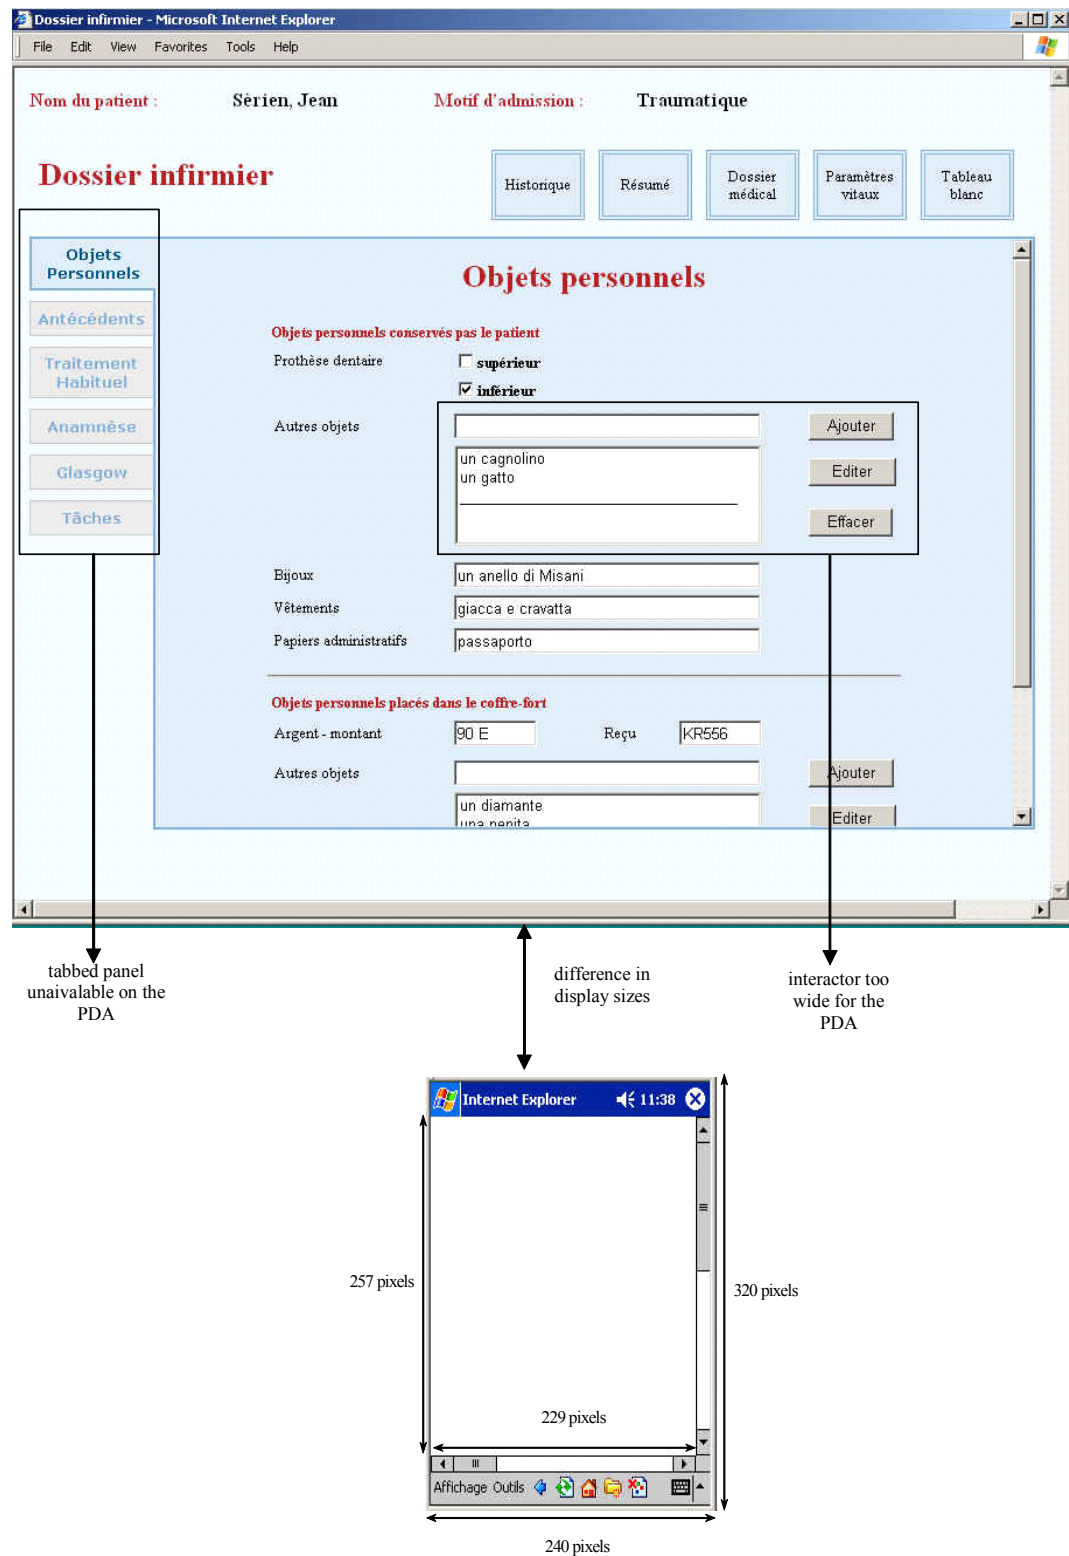 Dossier infirmier - Microsoft Internet Explorer
File Edit View Favorites Tools Help
Nom du patient : Sèrien, Jean Motif d'admission : Traumatique
Dossier infirmier
Historique
Résumé
Dossier
médical
Paramètres
vitaux
Tableau
blanc
Objets
Personnels
Antécédents
Traitement
Habituel
Anamnèse
Glasgow
Tâches
Objets personnels
Objets personnels conservés pas le patient
Prothèse dentaire supérieur
inférieur
Autres objets Ajouter
un cagnolino
un gatto
Editer
Effacer
Bijoux un anello di Misani
Vêtements giacca e cravatta
Papiers administratifs passaporto
Objets personnels placés dans le coffre-fort
Argent - montant 90 E Reçu KR556
Autres objets Ajouter
un diamante
una pepita
Editer
tabbed panel
unaivalable on the
PDA
difference in
display sizes
interactor too
wide for the
PDA
Internet Explorer 11:38
257 pixels
320 pixels
229 pixels
Affichage Outils
240 pixels